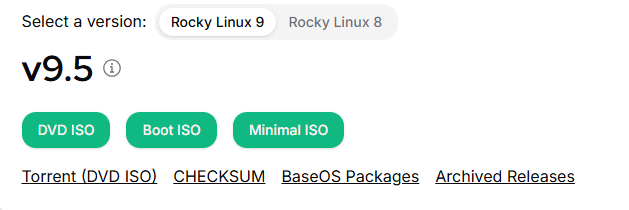 Select a version: Rocky Linux 9 Rocky Linux 8
v9.5
DVD ISO Boot ISO Minimal ISO
Torrent (DVD ISO) CHECKSUM BaseOS Packages Archived Releases